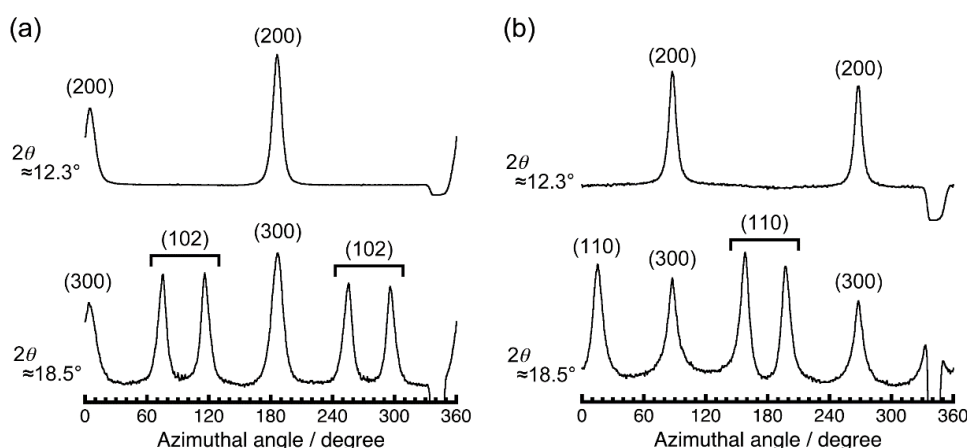 (a)
(200)
(200)
2θ
≈12.3°
(300)
(102)
(300)
(102)
2θ
≈18.5°
0 60 120 180 240 300 360
Azimuthal angle / degree
(b)
(200)
(200)
2θ
≈12.3°
(110)
(300)
(110)
(300)
2θ
≈18.5°
0 60 120 180 240 300 360
Azimuthal angle / degree